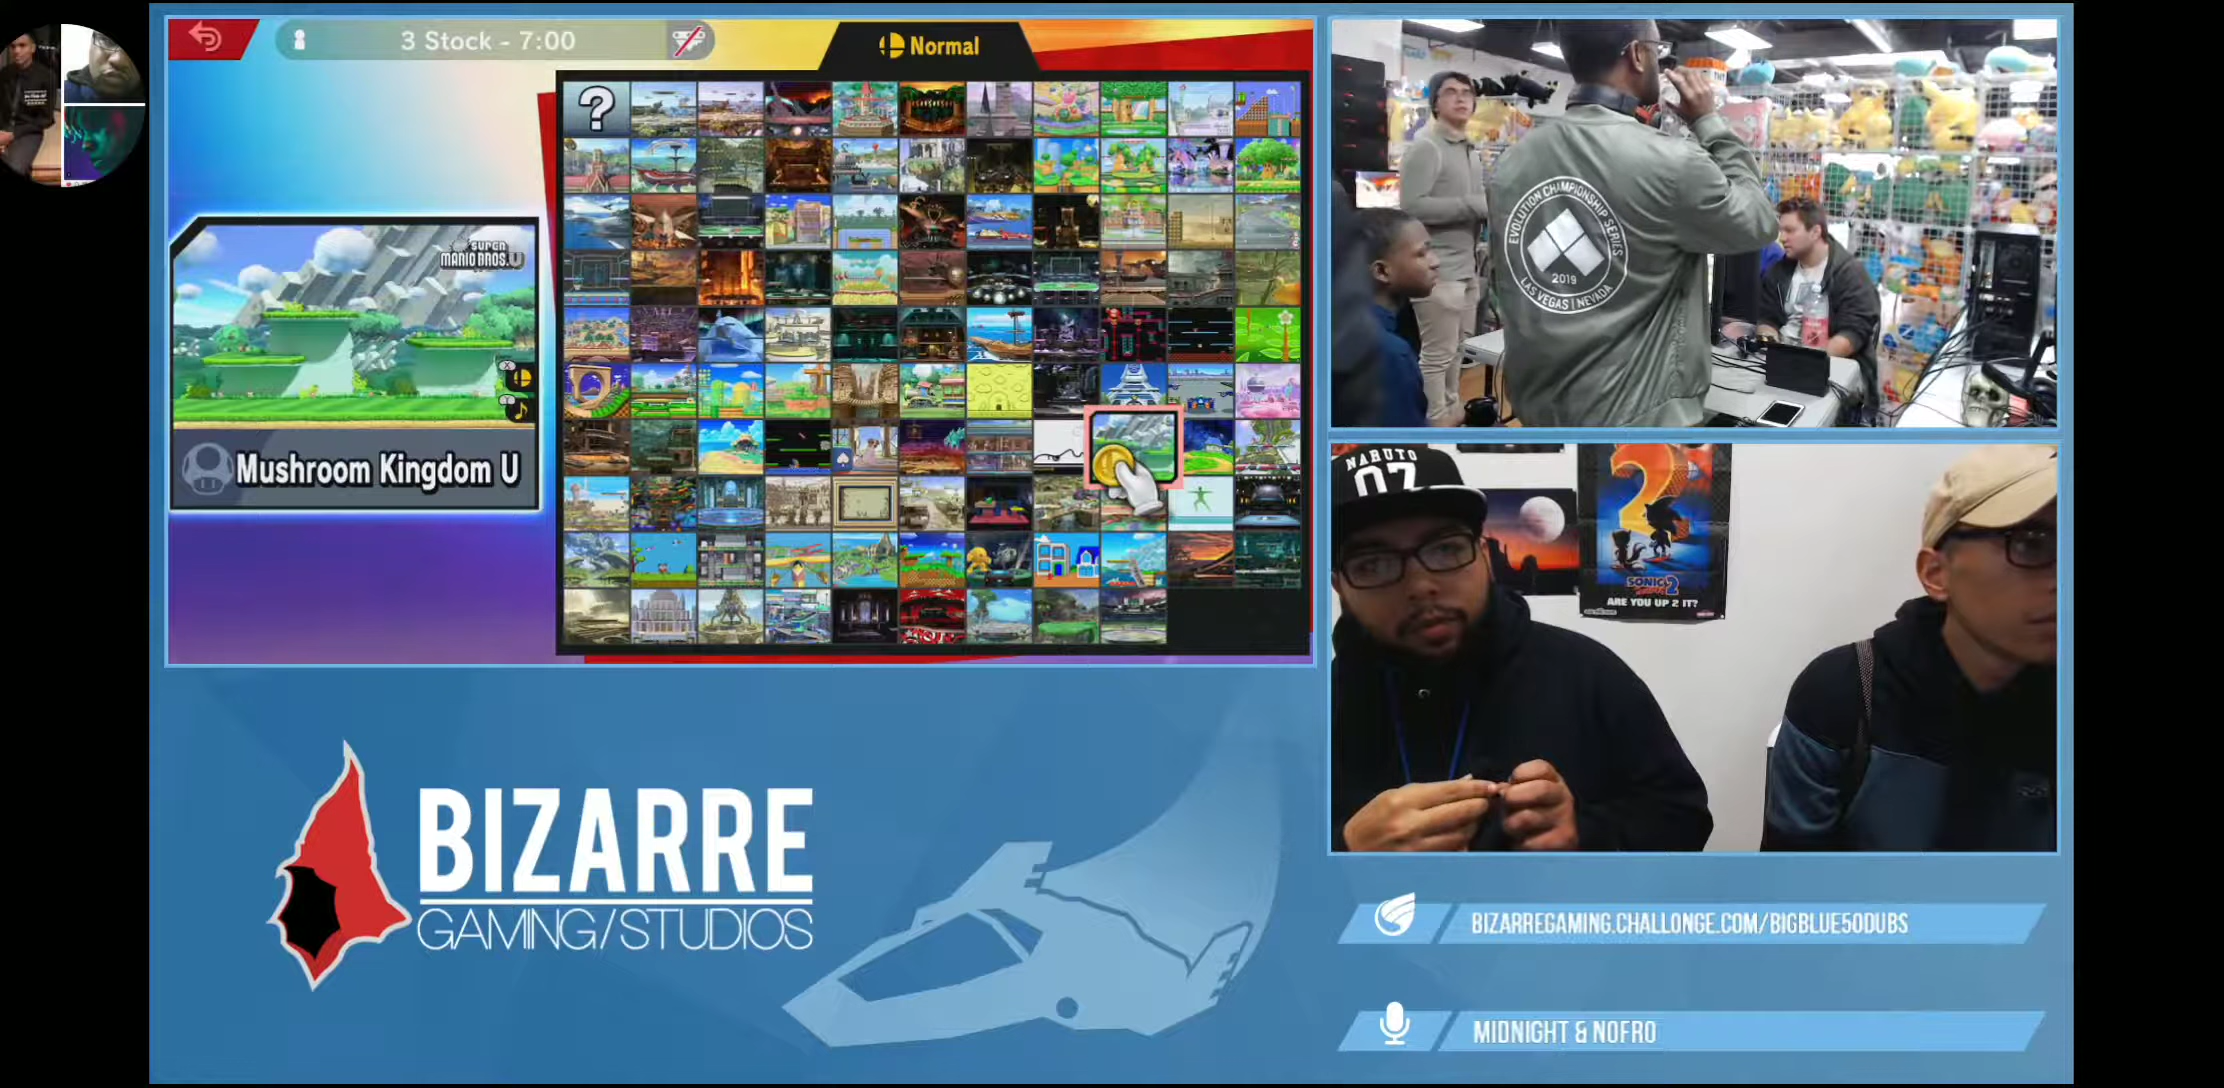 3 Stock - 7:00
Normal
?
SUPER
MARIO BROS.U
X
Mushroom Kingdom U
EVOLUTION CHAMPIONSHIP SERIES
2019
LAS VEGAS | NEVADA
NARUTO
07
2
SONIC
2
ARE YOU UP 2 IT?
BIZARRE
GAMING/STUDIOS
BIZARREGAMING.CHALLONGE.COM/BIGBLUE50DUBS
MIDNIGHT & NOFRO